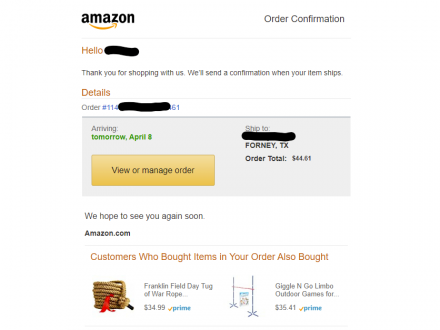 amazon
Order Confirmation
Hello
Thank you for shopping with us. We'll send a confirmation when your item ships.
Details
Order #114
61
Arriving:
tomorrow, April 8
Ship to:
FORNEY, TX
Order Total: $44.61
View or manage order
We hope to see you again soon.
Amazon.com
Customers Who Bought Items in Your Order Also Bought
Franklin Field Day Tug
of War Rope...
$34.99 prime
Giggle N Go Limbo
Outdoor Games for...
$35.41 prime